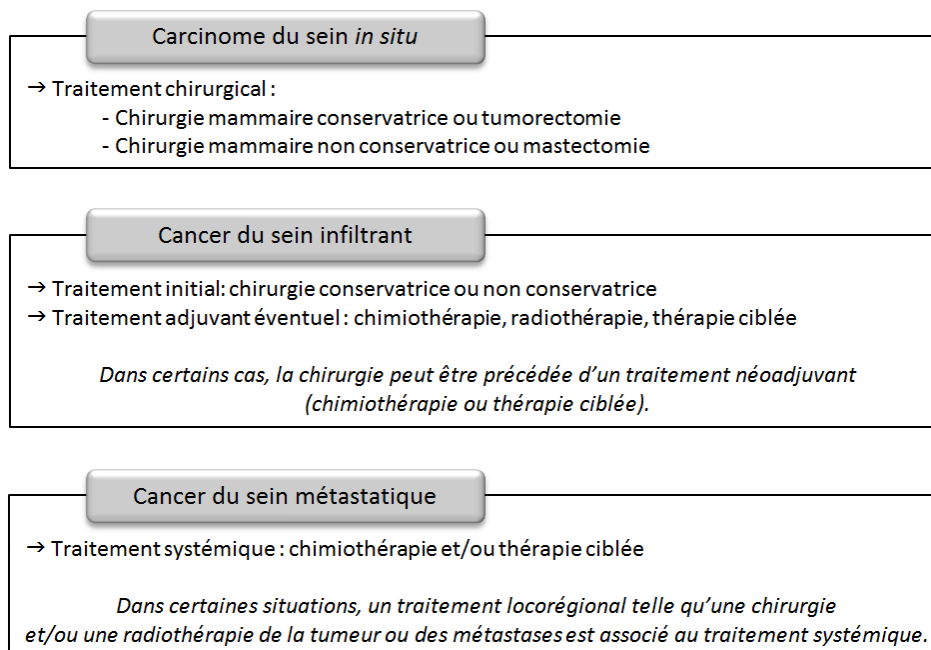 Carcinome du sein in situ
→ Traitement chirurgical :
- Chirurgie mammaire conservatrice ou tumorectomie
- Chirurgie mammaire non conservatrice ou mastectomie
Cancer du sein infiltrant
→ Traitement initial: chirurgie conservatrice ou non conservatrice
→ Traitement adjuvant éventuel : chimiothérapie, radiothérapie, thérapie ciblée
Dans certains cas, la chirurgie peut être précédée d'un traitement néoadjuvant
(chimiothérapie ou thérapie ciblée).
Cancer du sein métastatique
→ Traitement systémique : chimiothérapie et/ou thérapie ciblée
Dans certaines situations, un traitement locorégional telle qu'une chirurgie
et/ou une radiothérapie de la tumeur ou des métastases est associé au traitement systémique.